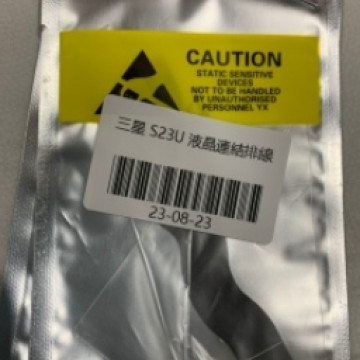 CAUTION
STATIC SENSITIVE
DEVICES
NOT TO BE HANDLED
BY UNAUTHORISED
PERSONNEL YX
三星 S23U 液晶連結排線
23-08-23